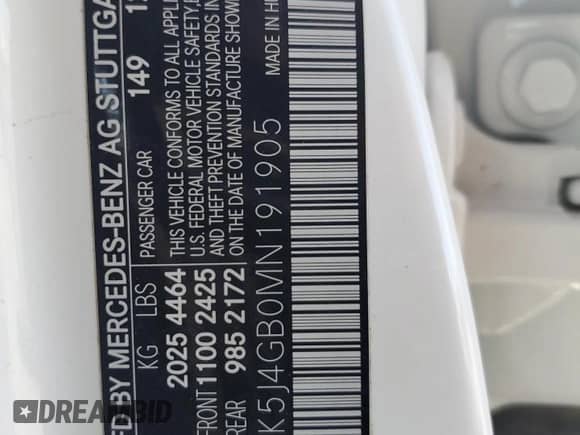 ED BY MERCEDES-BENZ AG STUTTGA
149
KG LBS PASSENGER CAR
2025 4464 THIS VEHICLE CONFORMS TO ALL APPLI
U.S. FEDERAL MOTOR VEHICLE SAFETY,
FRONT 1100 2425 AND THEFT PREVENTION STANDARDS IN
REAR 985 2172 ON THE DATE OF MANUFACTURE SHOW
MADE IN H
K5J4GB0MN191905
DREAMBID